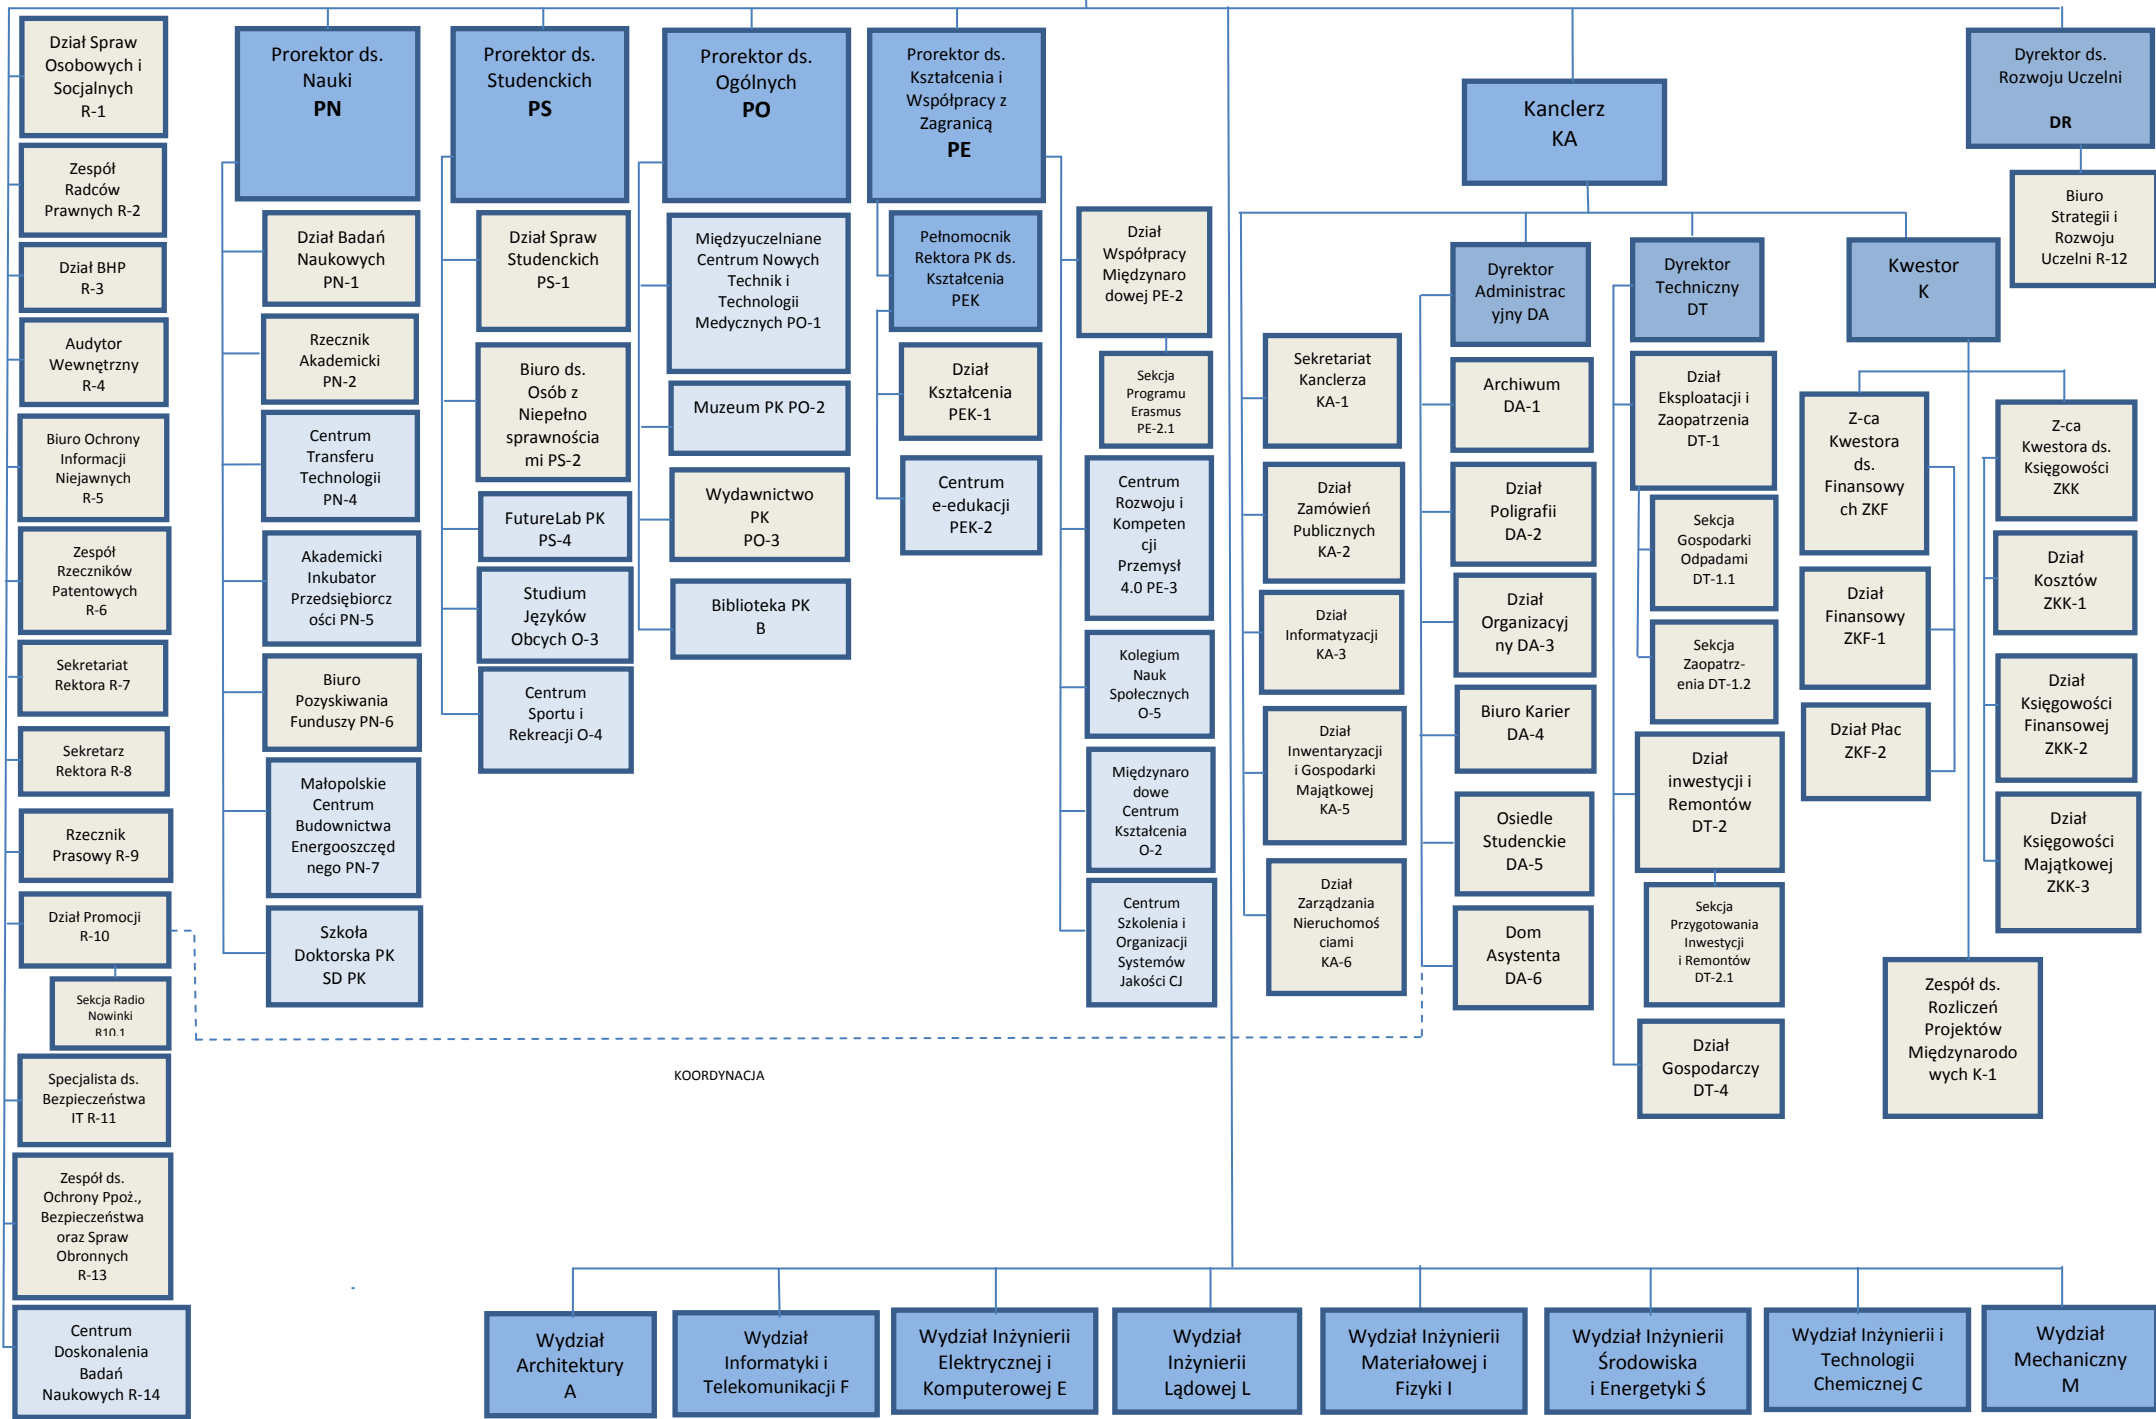 Dział Spraw
Osobowych i
Socjalnych
R-1
Zespół
Radców
Prawnych R-2
Dział BHP
R-3
Audytor
Wewnętrzny
R-4
Biuro Ochrony
Informacji
Niejawnych
R-5
Zespół
Rzeczników
Patentowych
R-6
Sekretariat
Rektora R-7
Sekretarz
Rektora R-8
Rzecznik
Prasowy R-9
Dział Promocji
R-10
Sekcja Radio
Nowinki
R10.1
Specjalista ds.
Bezpieczeństwa
IT R-11
Zespół ds.
Ochrony Ppoż.,
Bezpieczeństwa
oraz Spraw
Obronnych
R-13
Centrum
Doskonalenia
Badań
Naukowych R-14
Prorektor ds.
Nauki
PN
Dział Badań
Naukowych
PN-1
Rzecznik
Akademicki
PN-2
Centrum
Transferu
Technologii
PN-4
Akademicki
Inkubator
Przedsiębiorcz
ości PN-5
Biuro
Pozyskiwania
Funduszy PN-6
Małopolskie
Centrum
Budownictwa
Energooszczęd
nego PN-7
Szkoła
Doktorska PK
SD PK
Prorektor ds.
Studenckich
PS
Dział Spraw
Studenckich
PS-1
Biuro ds.
Osób z
Niepełno
sprawnościa
mi PS-2
FutureLab PK
PS-4
Studium
Języków
Obcych O-3
Centrum
Sportu i
Rekreacji O-4
Prorektor ds.
Ogólnych
PO
Międzyuczelniane
Centrum Nowych
Technik i
Technologii
Medycznych PO-1
Muzeum PK PO-2
Wydawnictwo
PK
PO-3
Biblioteka PK
B
Prorektor ds.
Kształcenia i
Współpracy z
Zagranicą
PE
Pełnomocnik
Rektora PK ds.
Kształcenia
PEK
Dział
Kształcenia
PEK-1
Centrum
e-edukacji
PEK-2
Dział
Współpracy
Międzynaro
dowej PE-2
Sekcja
Programu
Erasmus
PE-2.1
Centrum
Rozwoju i
Kompeten
cji
Przemysł
4.0 PE-3
Kolegium
Nauk
Społecznych
O-5
Międzynaro
dowe
Centrum
Kształcenia
O-2
Centrum
Szkolenia i
Organizacji
Systemów
Jakości CJ
Kanclerz
KA
Sekretariat
Kanclerza
KA-1
Dział
Zamówień
Publicznych
KA-2
Dział
Informatyzacji
KA-3
Dział
Inwentaryzacji
i Gospodarki
Majątkowej
KA-5
Dział
Zarządzania
Nieruchomoś
ciami
KA-6
Dyrektor
Administrac
yjny DA
Archiwum
DA-1
Dział
Poligrafii
DA-2
Dział
Organizacyj
ny DA-3
Biuro Karier
DA-4
Osiedle
Studenckie
DA-5
Dom
Asystenta
DA-6
Dyrektor
Techniczny
DT
Dział
Eksploatacji i
Zaopatrzenia
DT-1
Sekcja
Gospodarki
Odpadami
DT-1.1
Sekcja
Zaopatrz-
enia DT-1.2
Dział
inwestycji i
Remontów
DT-2
Sekcja
Przygotowania
Inwestycji
i Remontów
DT-2.1
Dział
Gospodarczy
DT-4
Kwestor
K
Z-ca
Kwestora
ds.
Finansowy
ch ZKF
Dział
Finansowy
ZKF-1
Dział Płac
ZKF-2
Z-ca
Kwestora ds.
Księgowości
ZKK
Dział
Kosztów
ZKK-1
Dział
Księgowości
Finansowej
ZKK-2
Dział
Księgowości
Majątkowej
ZKK-3
Zespół ds.
Rozliczeń
Projektów
Międzynarodo
wych K-1
Dyrektor ds.
Rozwoju Uczelni
DR
Biuro
Strategii i
Rozwoju
Uczelni R-12
KOORDYNACJA
-
Wydział
Architektury
A
Wydział
Informatyki i
Telekomunikacji F
Wydział Inżynierii
Elektrycznej i
Komputerowej E
Wydział
Inżynierii
Lądowej L
Wydział Inżynierii
Materiałowej i
Fizyki I
Wydział Inżynierii
Środowiska
i Energetyki Ś
Wydział Inżynierii i
Technologii
Chemicznej C
Wydział
Mechaniczny
M